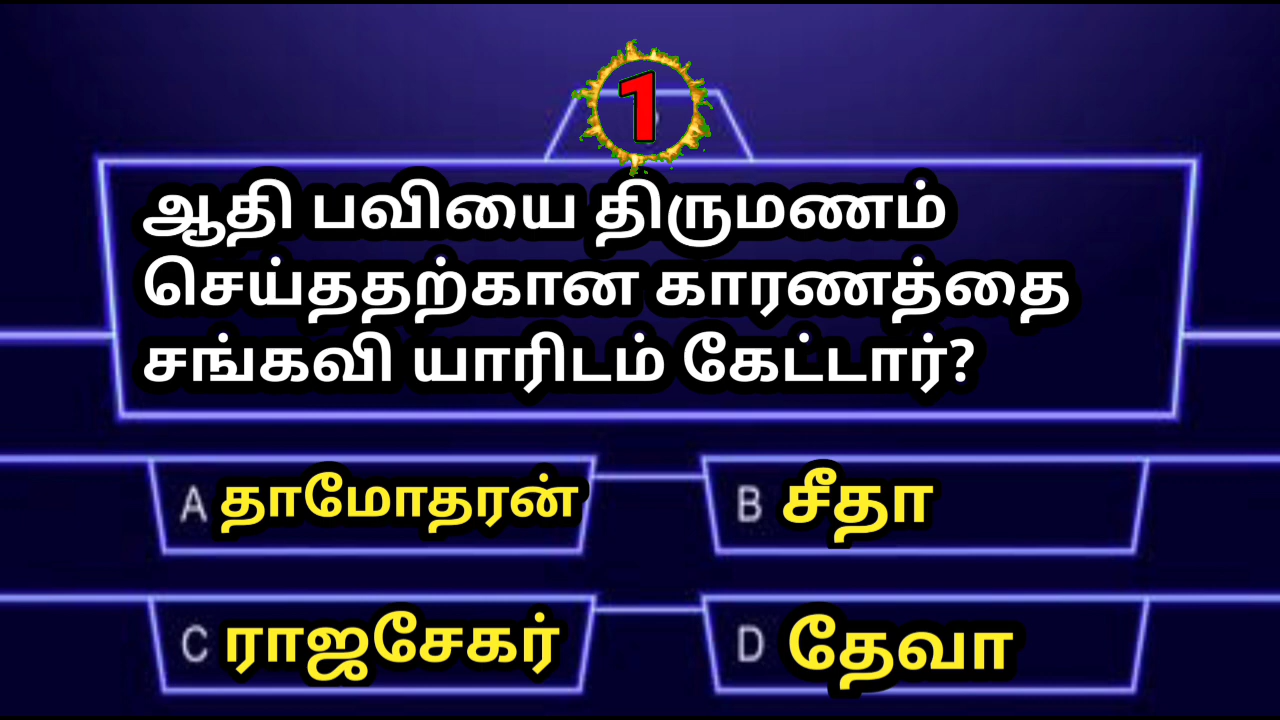 1
ஆதி பவியை திருமணம்
செய்ததற்கான காரணத்தை
சங்கவி யாரிடம் கேட்டார்?
A தாமோதரன்
B சீதா
C ராஜசேகர்
D தேவா